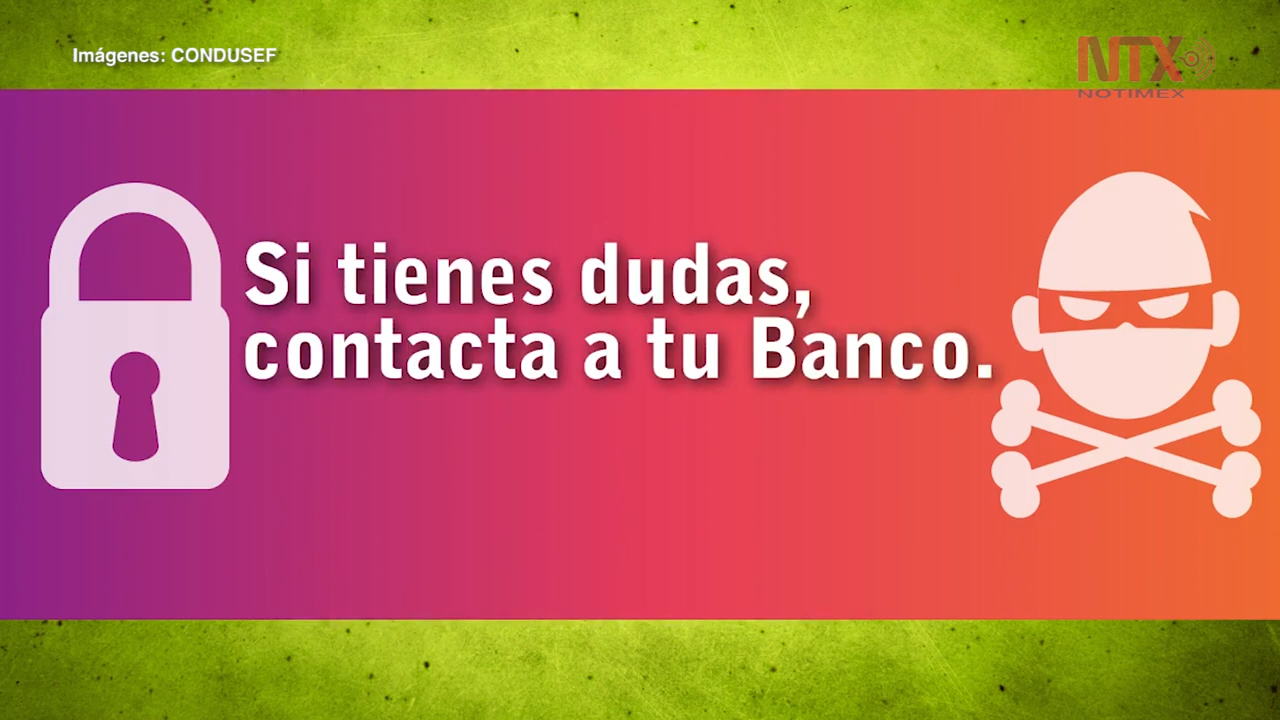 Imágenes: CONDUSEF
NTX
NOTIMEX
Si tienes dudas,
contacta a tu Banco.